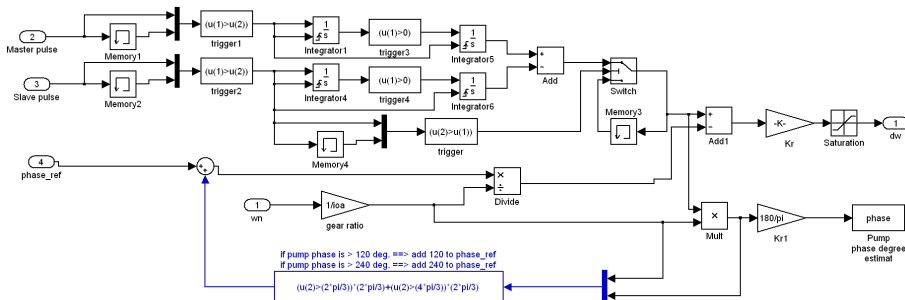 2
Master pulse
Memory1
(u(1)>u(2))
trigger1
1
s
Integrator1
(u(1)>0)
trigger3
1
s
Integrator5
+
−
Add
Switch
3
Slave pulse
Memory2
(u(1)>u(2))
trigger2
1
s
Integrator4
(u(1)>0)
trigger4
1
s
Integrator6
Memory4
(u(2)>u(1))
trigger
Memory3
+
−
Add1
-K-
Kr
Saturation
1
dw
4
phase_ref
+
+
×
÷
Divide
1
wn
1/ioa
gear ratio
×
Mult
180/pi
Kr1
phase
Pump
phase degree
estimat
if pump phase is > 120 deg. ==> add 120 to phase_ref
if pump phase is > 240 deg. ==> add 240 to phase_ref
(u(2)>(2*pi/3))*(2*pi/3)+(u(2)>(4*pi/3))*(2*pi/3)